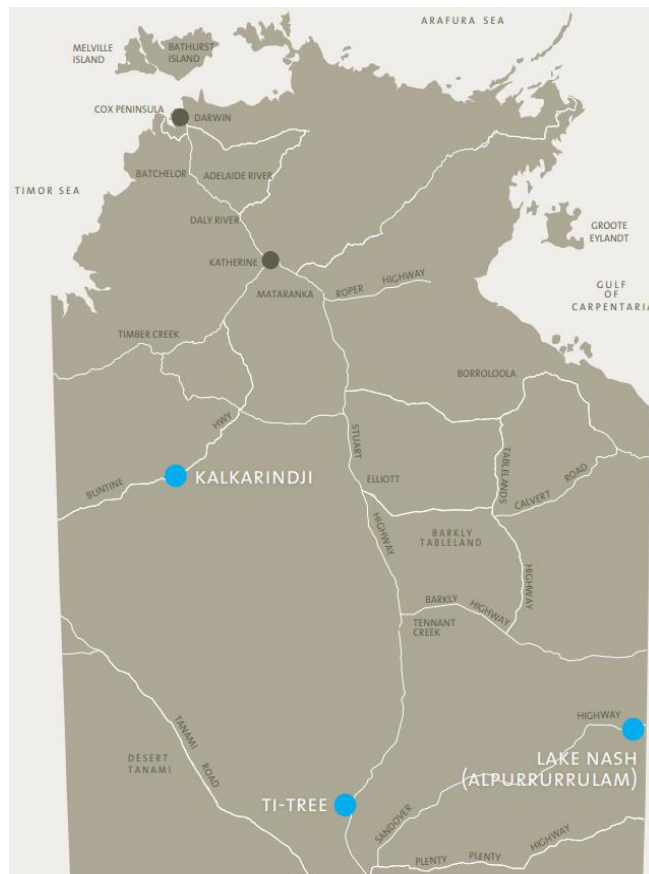 ARAFURA SEA
MELVILLE
ISLAND
BATHURST
ISLAND
COX PENINSULA
DARWIN
BATCHELOR
ADELAIDE RIVER
TIMOR SEA
DALY RIVER
GROOTE
EYLANDT
KATHERINE
MATARANKA
ROPER HIGHWAY
GULF
OF
CARPENTARIA
TIMBER CREEK
BORROLOOLA
HWY
STUART
TABLELANDS
KALKARINDJI
BUNTINE
ELLIOTT
CALVERT ROAD
HIGHWAY
BARKLY
TABLELAND
HIGHWAY
BARKLY HIGHWAY
TENNANT
CREEK
TANAMI
ROAD
HIGHWAY
DESERT
TANAMI
LAKE NASH
(ALPURRURRULAM)
TI-TREE
SANDOVER
HIGHWAY
PLENTY PLENTY